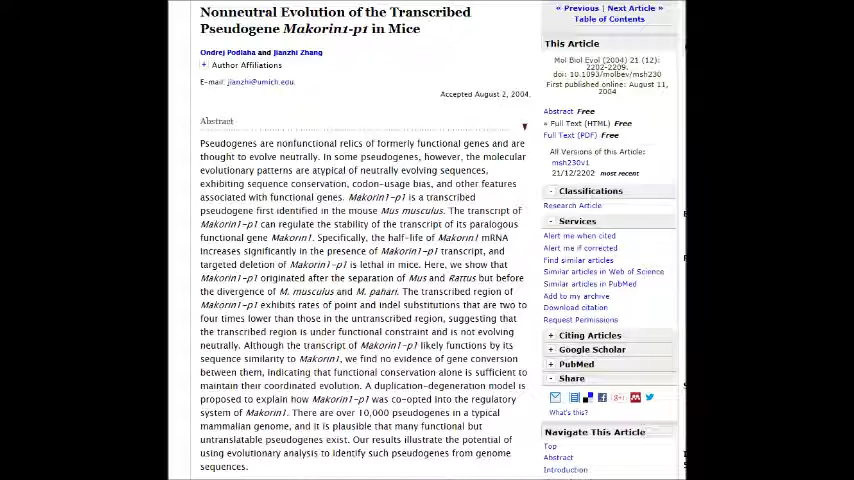 Nonneutral Evolution of the Transcribed
Pseudogene Makorin1-p1 in Mice
Ondrej Podlaha and Jianzhi Zhang
+ Author Affiliations
E-mail: jianzhi@umich.edu.
Accepted August 2, 2004.
Abstract
Pseudogenes are nonfunctional relics of formerly functional genes and are
thought to evolve neutrally. In some pseudogenes, however, the molecular
evolutionary patterns are atypical of neutrally evolving sequences,
exhibiting sequence conservation, codon-usage bias, and other features
associated with functional genes. Makorin1-p1 is a transcribed
pseudogene first identified in the mouse Mus musculus. The transcript of
Makorin1-p1 can regulate the stability of the transcript of its paralogous
functional gene Makorin1. Specifically, the half-life of Makorin1 mRNA
increases significantly in the presence of Makorin1-p1 transcript, and
targeted deletion of Makorin1-p1 is lethal in mice. Here, we show that
Makorin1-p1 originated after the separation of Mus and Rattus but before
the divergence of M. musculus and M. pahari. The transcribed region of
Makorin1-p1 exhibits rates of point and indel substitutions that are two to
four times lower than those in the untranscribed region, suggesting that
the transcribed region is under functional constraint and is not evolving
neutrally. Although the transcript of Makorin1-p1 likely functions by its
sequence similarity to Makorin1, we find no evidence of gene conversion
between them, indicating that functional conservation alone is sufficient to
maintain their coordinated evolution. A duplication-degeneration model is
proposed to explain how Makorin1-p1 was co-opted into the regulatory
system of Makorin1. There are over 10,000 pseudogenes in a typical
mammalian genome, and it is plausible that many functional but
untranslatable pseudogenes exist. Our results illustrate the potential of
using evolutionary analysis to identify such pseudogenes from genome
sequences.
« Previous | Next Article »
Table of Contents
This Article
Mol Biol Evol (2004) 21 (12):
2202-2209.
doi: 10.1093/molbev/msh230
First published online: August 11,
2004
Abstract Free
» Full Text (HTML) Free
Full Text (PDF) Free
All Versions of this Article:
msh230v1
21/12/2202 most recent
- Classifications
Research Article
- Services
Alert me when cited
Alert me if corrected
Find similar articles
Similar articles in Web of Science
Similar articles in PubMed
Add to my archive
Download citation
Request Permissions
+ Citing Articles
+ Google Scholar
+ PubMed
- Share
What's this?
Navigate This Article
Top
Abstract
Introduction